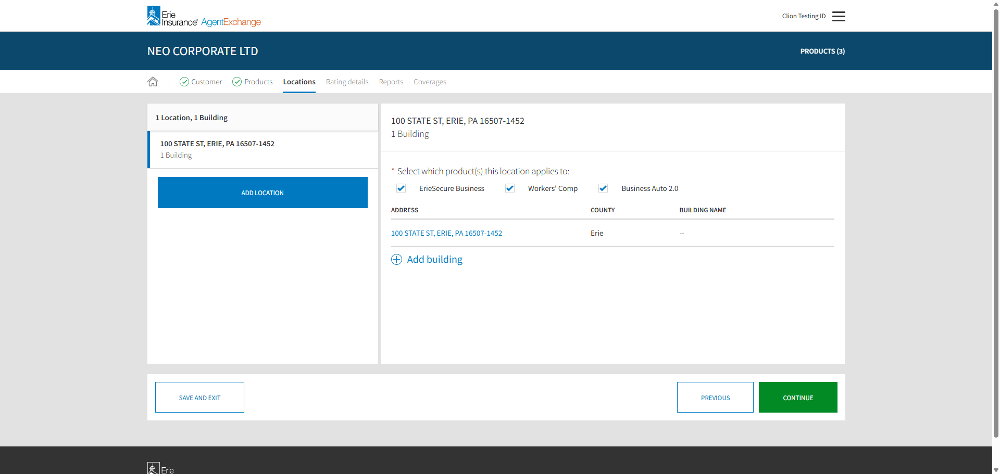 Erie
Insurance® AgentExchange
Clion Testing ID
NEO CORPORATE LTD
PRODUCTS (3)
Customer
Products
Locations
Rating details
Reports
Coverages
1 Location, 1 Building
100 STATE ST, ERIE, PA 16507-1452
1 Building
ADD LOCATION
100 STATE ST, ERIE, PA 16507-1452
1 Building
* Select which product(s) this location applies to:
ErieSecure Business
Workers' Comp
Business Auto 2.0
ADDRESS COUNTY BUILDING NAME
100 STATE ST, ERIE, PA 16507-1452 Erie --
Add building
SAVE AND EXIT
PREVIOUS
CONTINUE
Erie